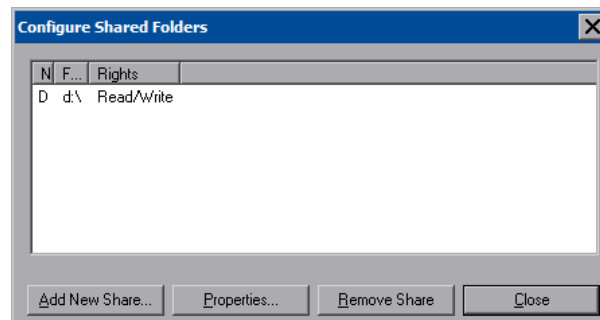 Configure Shared Folders
N F... Rights
D d:\ Read/Write
Add New Share... Properties... Remove Share Close